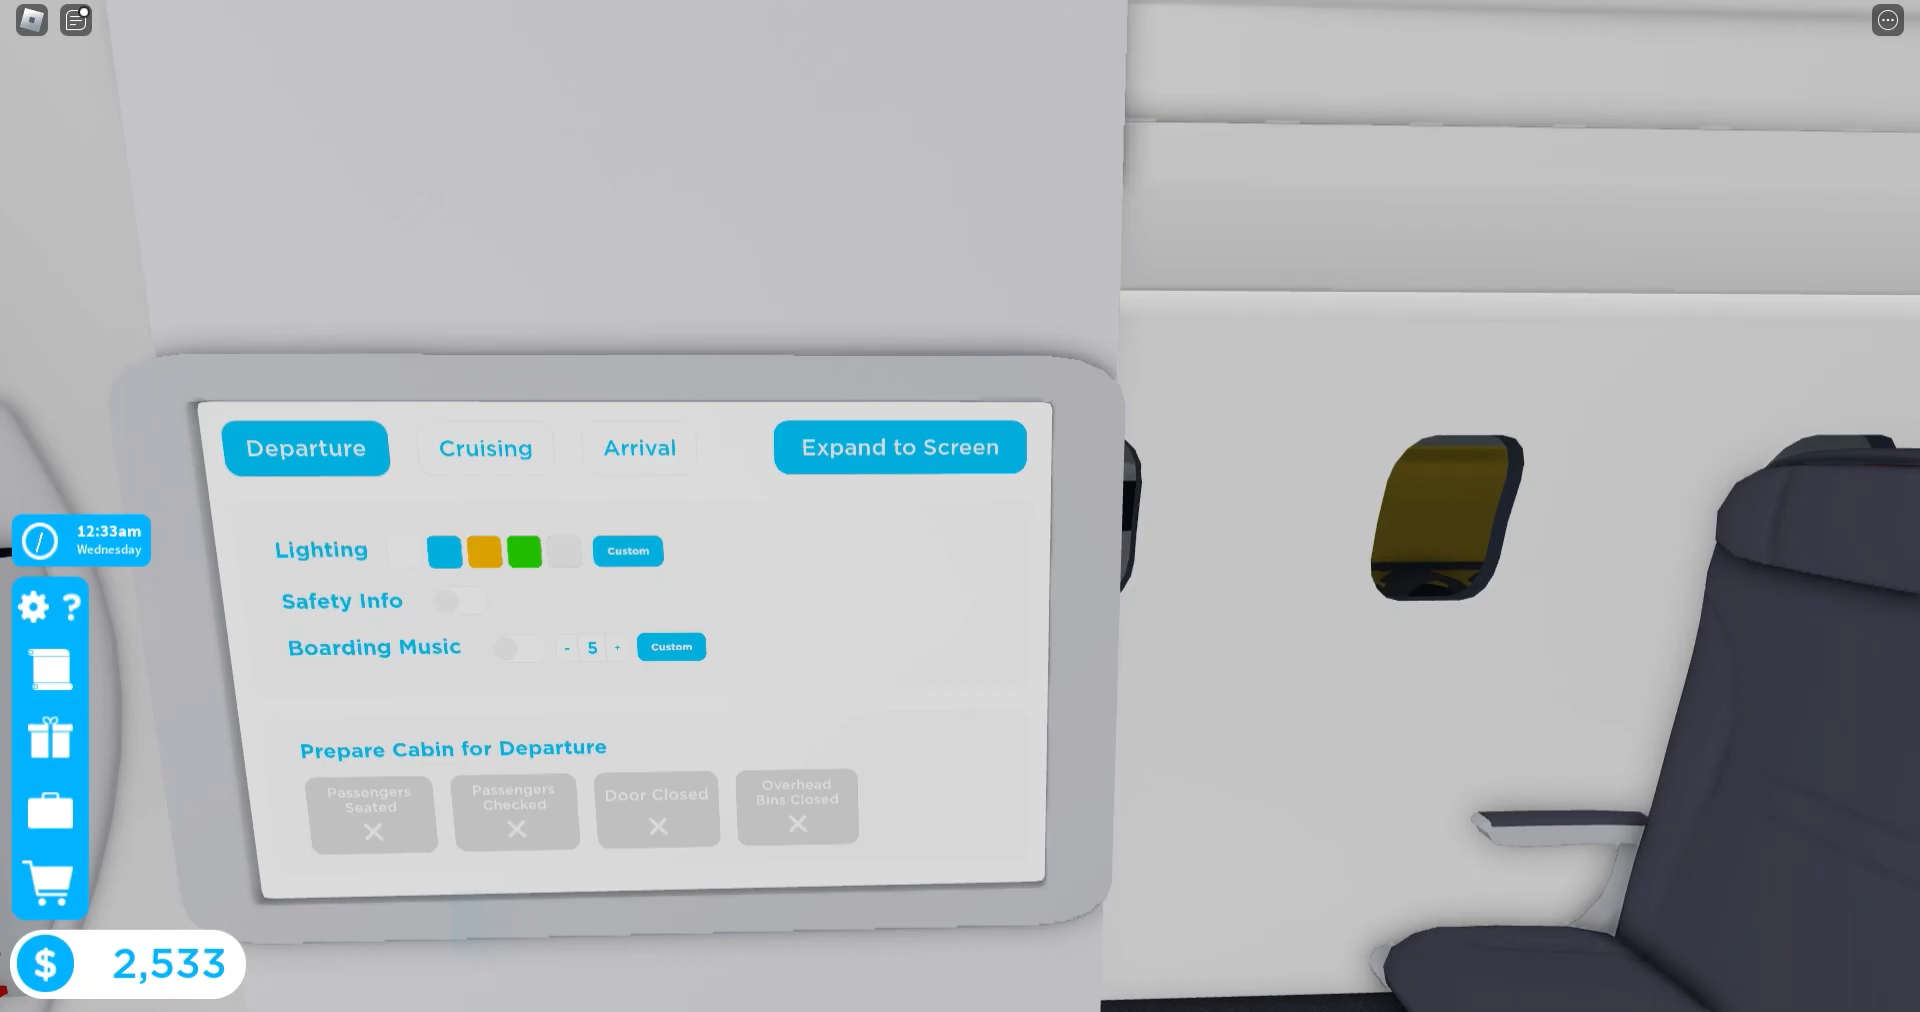 Departure
Cruising
Arrival
Expand to Screen
Lighting
Custom
Safety Info
Boarding Music
- 5 +
Custom
Prepare Cabin for Departure
Passengers
Seated
Passengers
Checked
Door Closed
Overhead
Bins Closed
12:33am
Wednesday
?
$ 2,533